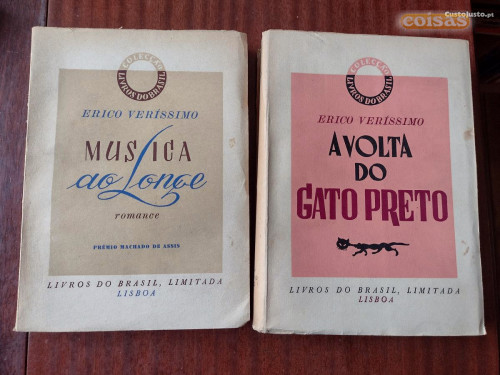 COLECÇÃO
LIVROS DO BRASIL
ERICO VERÍSSIMO
MUSICA
ao Longe
romance
PRÉMIO MACHADO DE ASSIS
LIVROS DO BRASIL, LIMITADA
LISBOA
COLECÇÃO
LIVROS DO BRASIL
ERICO VERÍSSIMO
A VOLTA
DO
GATO PRETO
LIVROS DO BRASIL, LIMITADA
LISBOA
CustoJusto.pt
coisas